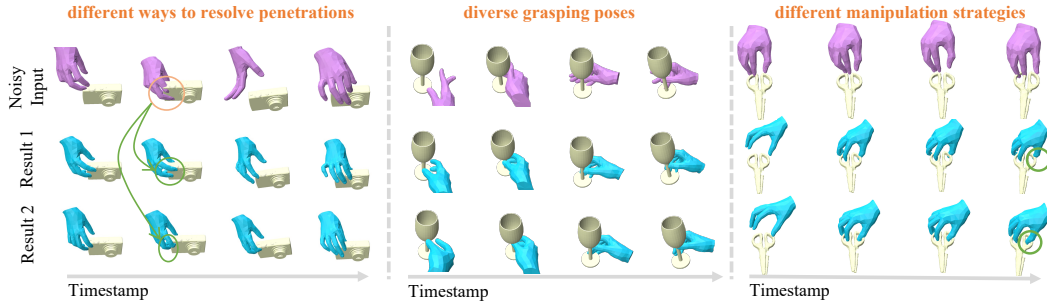 different ways to resolve penetrations
diverse grasping poses
different manipulation strategies
Noisy
Input
Result 1
Result 2
Timestamp
Timestamp
Timestamp